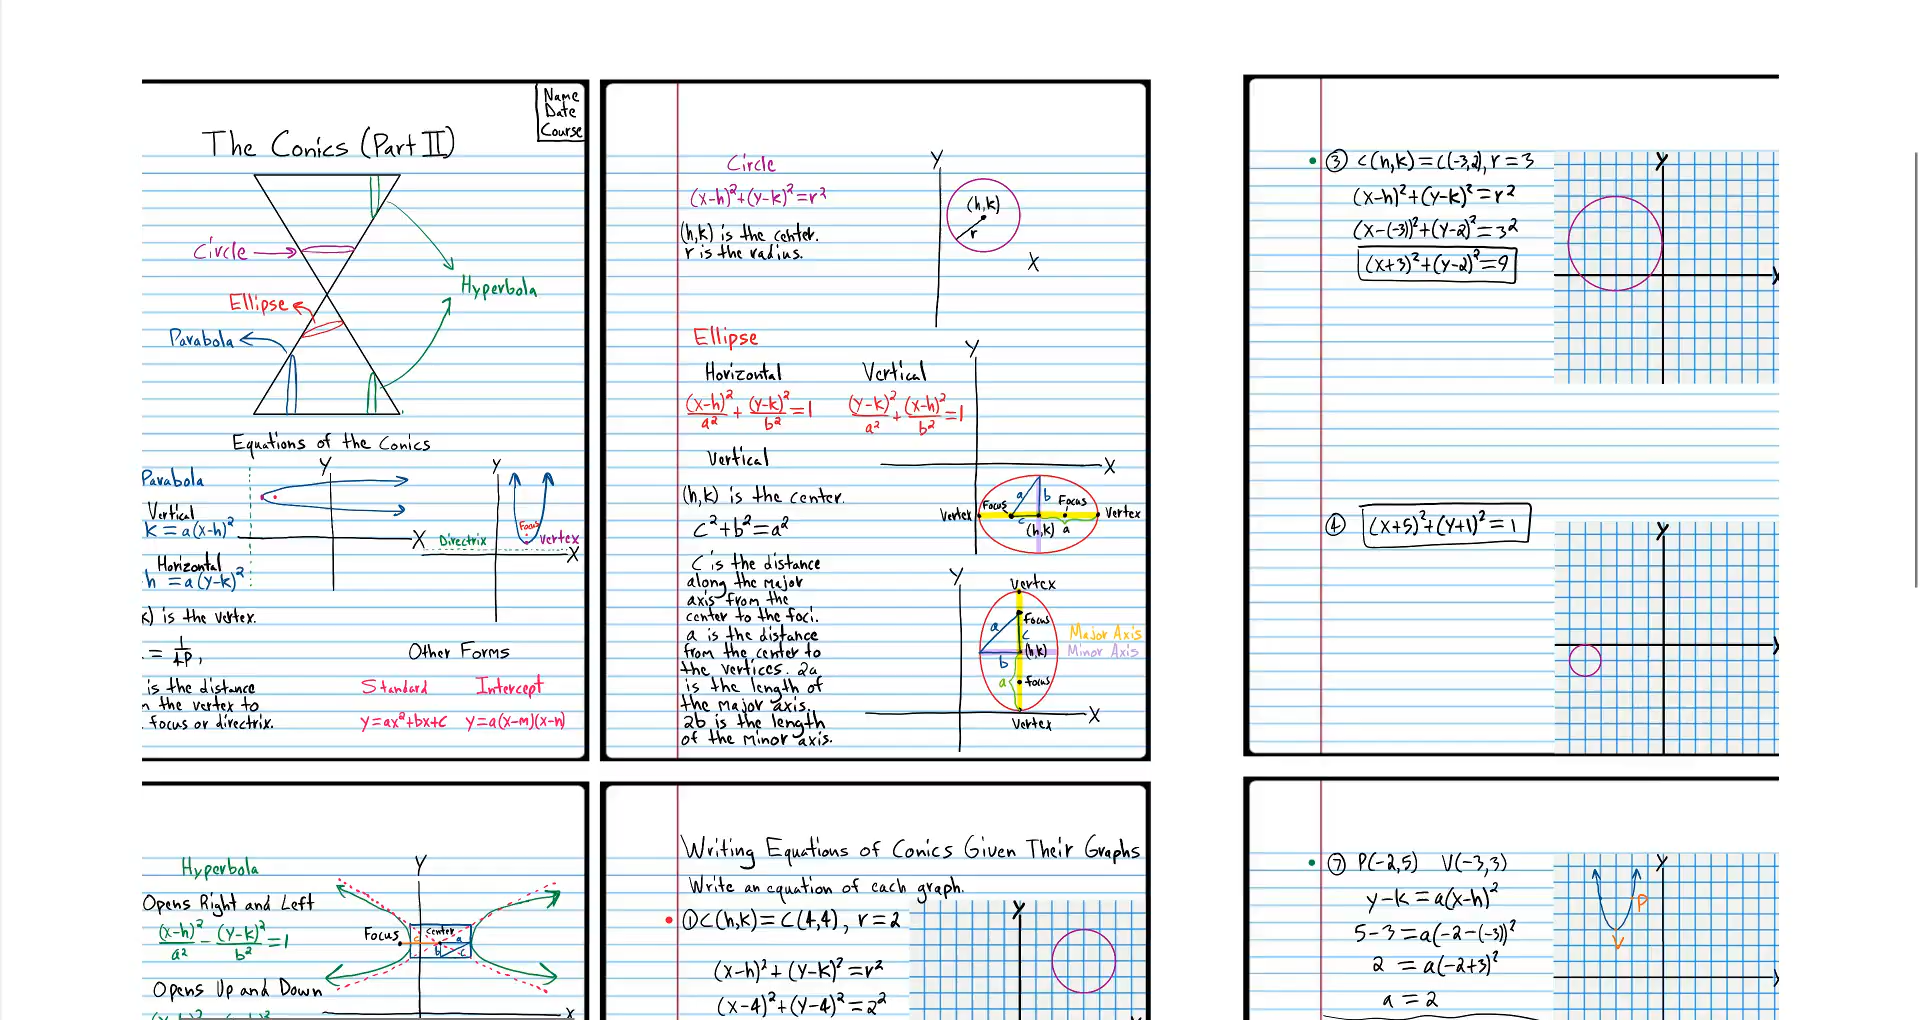 Name
Date
Course
The Conics (Part II)
Circle
Hyperbola
Ellipse
Parabola
Equations of the Conics
Parabola
Y
Y
Vertical
k = a(x-h)²
X
Directrix
Focus
Vertex
X
Horizontal
h = a(y-k)²
k) is the vertex.
= 1/4P,
is the distance
the vertex to
focus or directrix.
Other Forms
Standard Intercept
y=ax²+bx+c y=a(x-m)(x-n)
Circle
(x-h)²+(y-k)²=r²
(h,k) is the center.
r is the radius.
Y
(h,k)
r
X
Ellipse
Horizontal Vertical
(x-h)²/a² + (y-k)²/b² = 1 (y-k)²/a² + (x-h)²/b² = 1
Vertical
(h,k) is the center.
c²+b²=a²
C is the distance
along the major
axis from the
center to the foci.
a is the distance
from the center to
the vertices. 2a
is the length of
the major axis.
2b is the length
of the minor axis.
Y
X
a b
Focus Focus
Vertex Vertex
c
(h,k) a
Y
Vertex
Focus
a c
(h,k)
b
a
Focus
Major Axis
Minor Axis
X
Vertex
③ C(h,k)=C(-3,2), r=3
(x-h)²+(y-k)²=r²
(x-(-3))²+(y-2)²=3²
(x+3)²+(y-2)²=9
Y
X
④ (x+5)²+(y+1)²=1
Y
X
Hyperbola
Opens Right and Left
(x-h)²/a² - (y-k)²/b² = 1
Opens Up and Down
Y
Focus
center
a
b c
X
Writing Equations of Conics Given Their Graphs
Write an equation of each graph.
① C(h,k)=C(4,4), r=2
(x-h)²+(y-k)²=r²
(x-4)²+(y-4)²=2²
Y
⑦ P(-2,5) V(-3,3)
y-k=a(x-h)²
5-3=a(-2-(-3))²
2 = a(-2+3)²
a = 2
Y
P
V